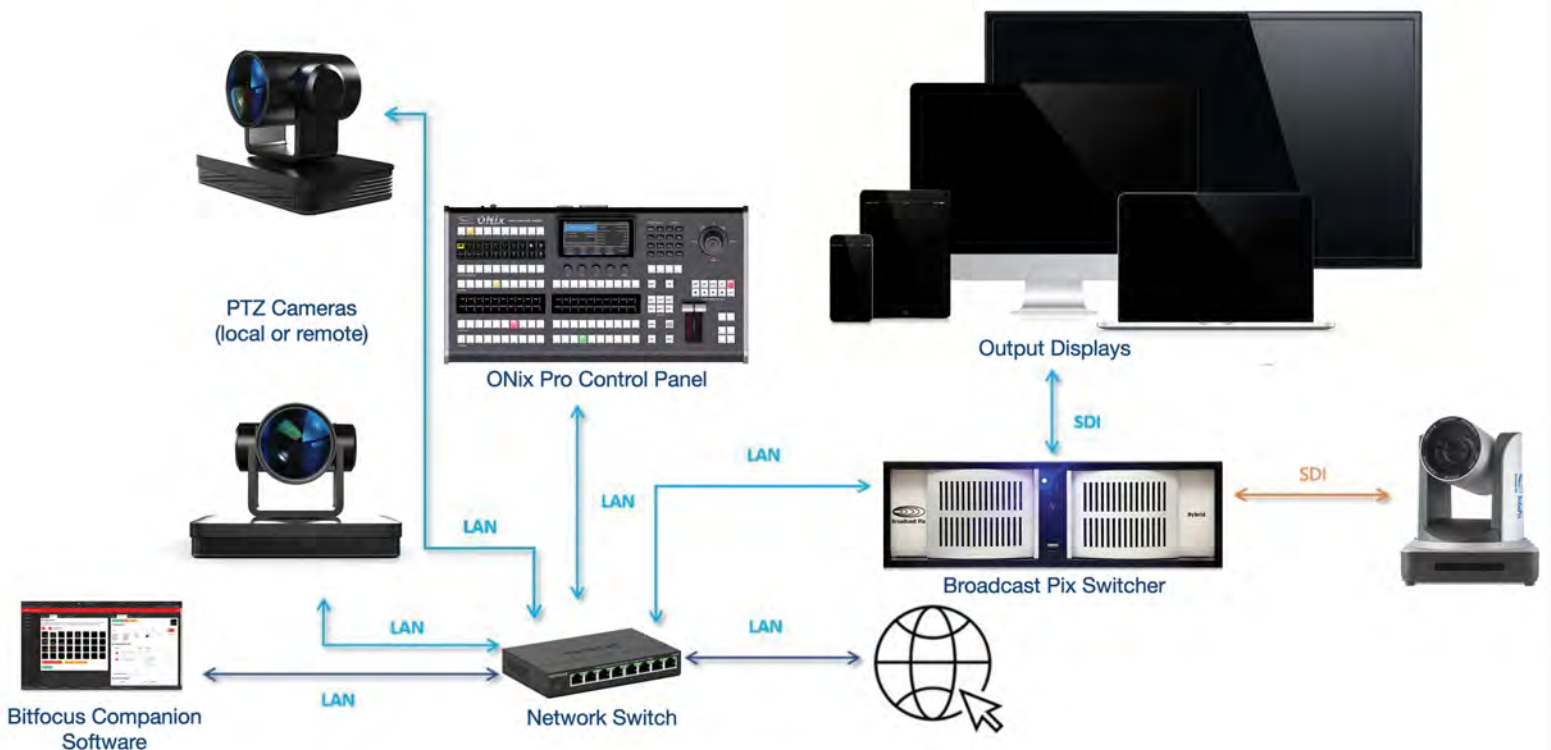 ONix
PTZ Cameras
(local or remote)
ONix Pro Control Panel
Output Displays
SDI
LAN
LAN
LAN
SDI
Broadcast Pix
Hybrid
Broadcast Pix Switcher
LAN
LAN
LAN
Network Switch
Bitfocus Companion
Software